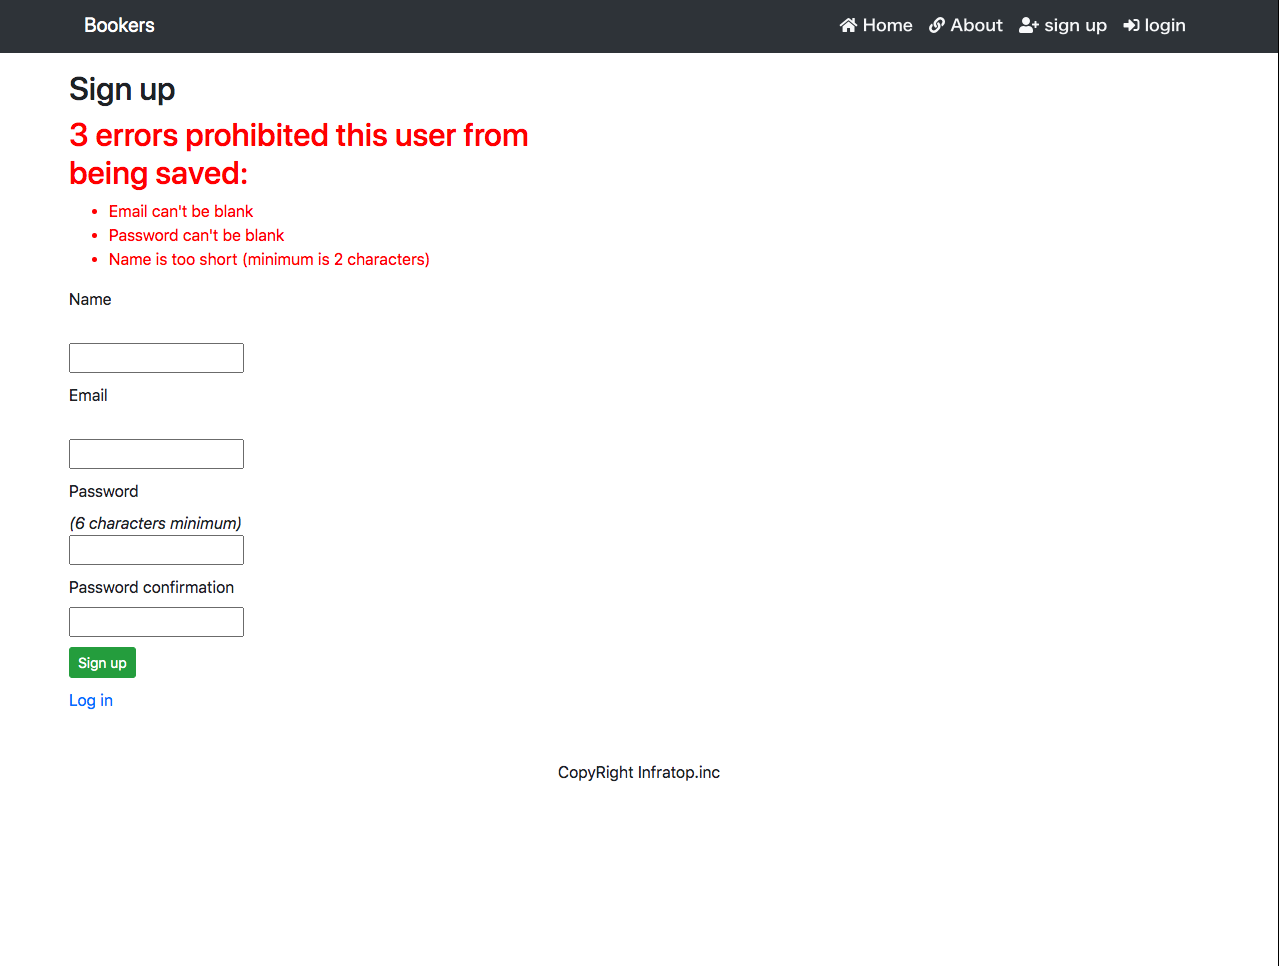 Bookers
Home
About
sign up
login
Sign up
3 errors prohibited this user from
being saved:
Email can't be blank
Password can't be blank
Name is too short (minimum is 2 characters)
Name
Email
Password
(6 characters minimum)
Password confirmation
Sign up
Log in
CopyRight Infratop.inc